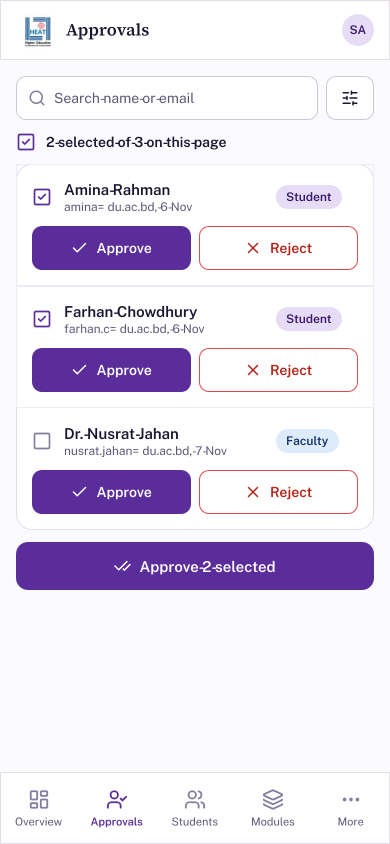 HEAT
Approvals
SA
Search-name-or-email
2-selected-of-3-on-this-page
Amina-Rahman
Student
amina= du.ac.bd,-6-Nov
Approve
Reject
Farhan-Chowdhury
Student
farhan.c= du.ac.bd,-6-Nov
Approve
Reject
Dr.-Nusrat-Jahan
Faculty
nusrat.jahan= du.ac.bd,-7-Nov
Approve
Reject
Approve-2-selected
Overview
Approvals
Students
Modules
More